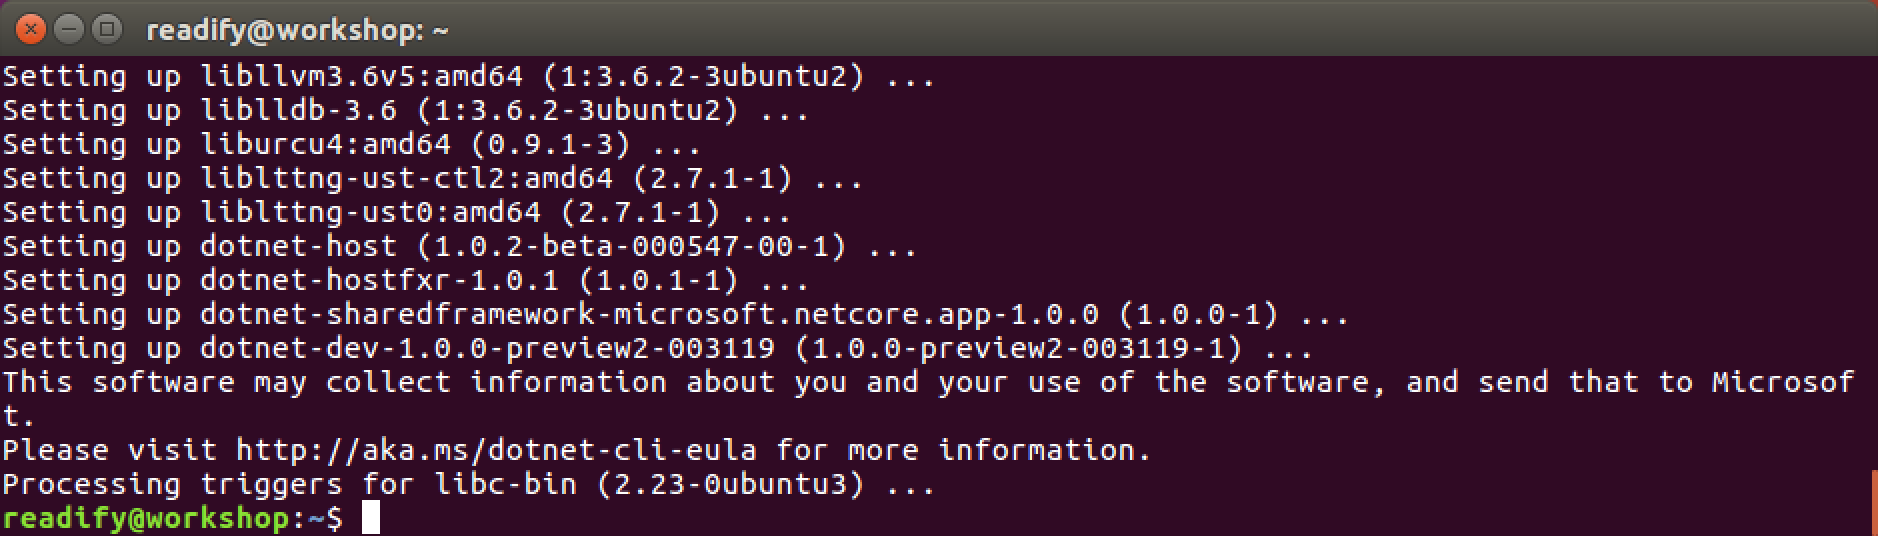 readify@workshop: ~
Setting up libllvm3.6v5:amd64 (1:3.6.2-3ubuntu2) ...
Setting up liblldb-3.6 (1:3.6.2-3ubuntu2) ...
Setting up liburcu4:amd64 (0.9.1-3) ...
Setting up liblttng-ust-ctl2:amd64 (2.7.1-1) ...
Setting up liblttng-ust0:amd64 (2.7.1-1) ...
Setting up dotnet-host (1.0.2-beta-000547-00-1) ...
Setting up dotnet-hostfxr-1.0.1 (1.0.1-1) ...
Setting up dotnet-sharedframework-microsoft.netcore.app-1.0.0 (1.0.0-1) ...
Setting up dotnet-dev-1.0.0-preview2-003119 (1.0.0-preview2-003119-1) ...
This software may collect information about you and your use of the software, and send that to Microsof
t.
Please visit http://aka.ms/dotnet-cli-eula for more information.
Processing triggers for libc-bin (2.23-0ubuntu3) ...
readify@workshop:~$